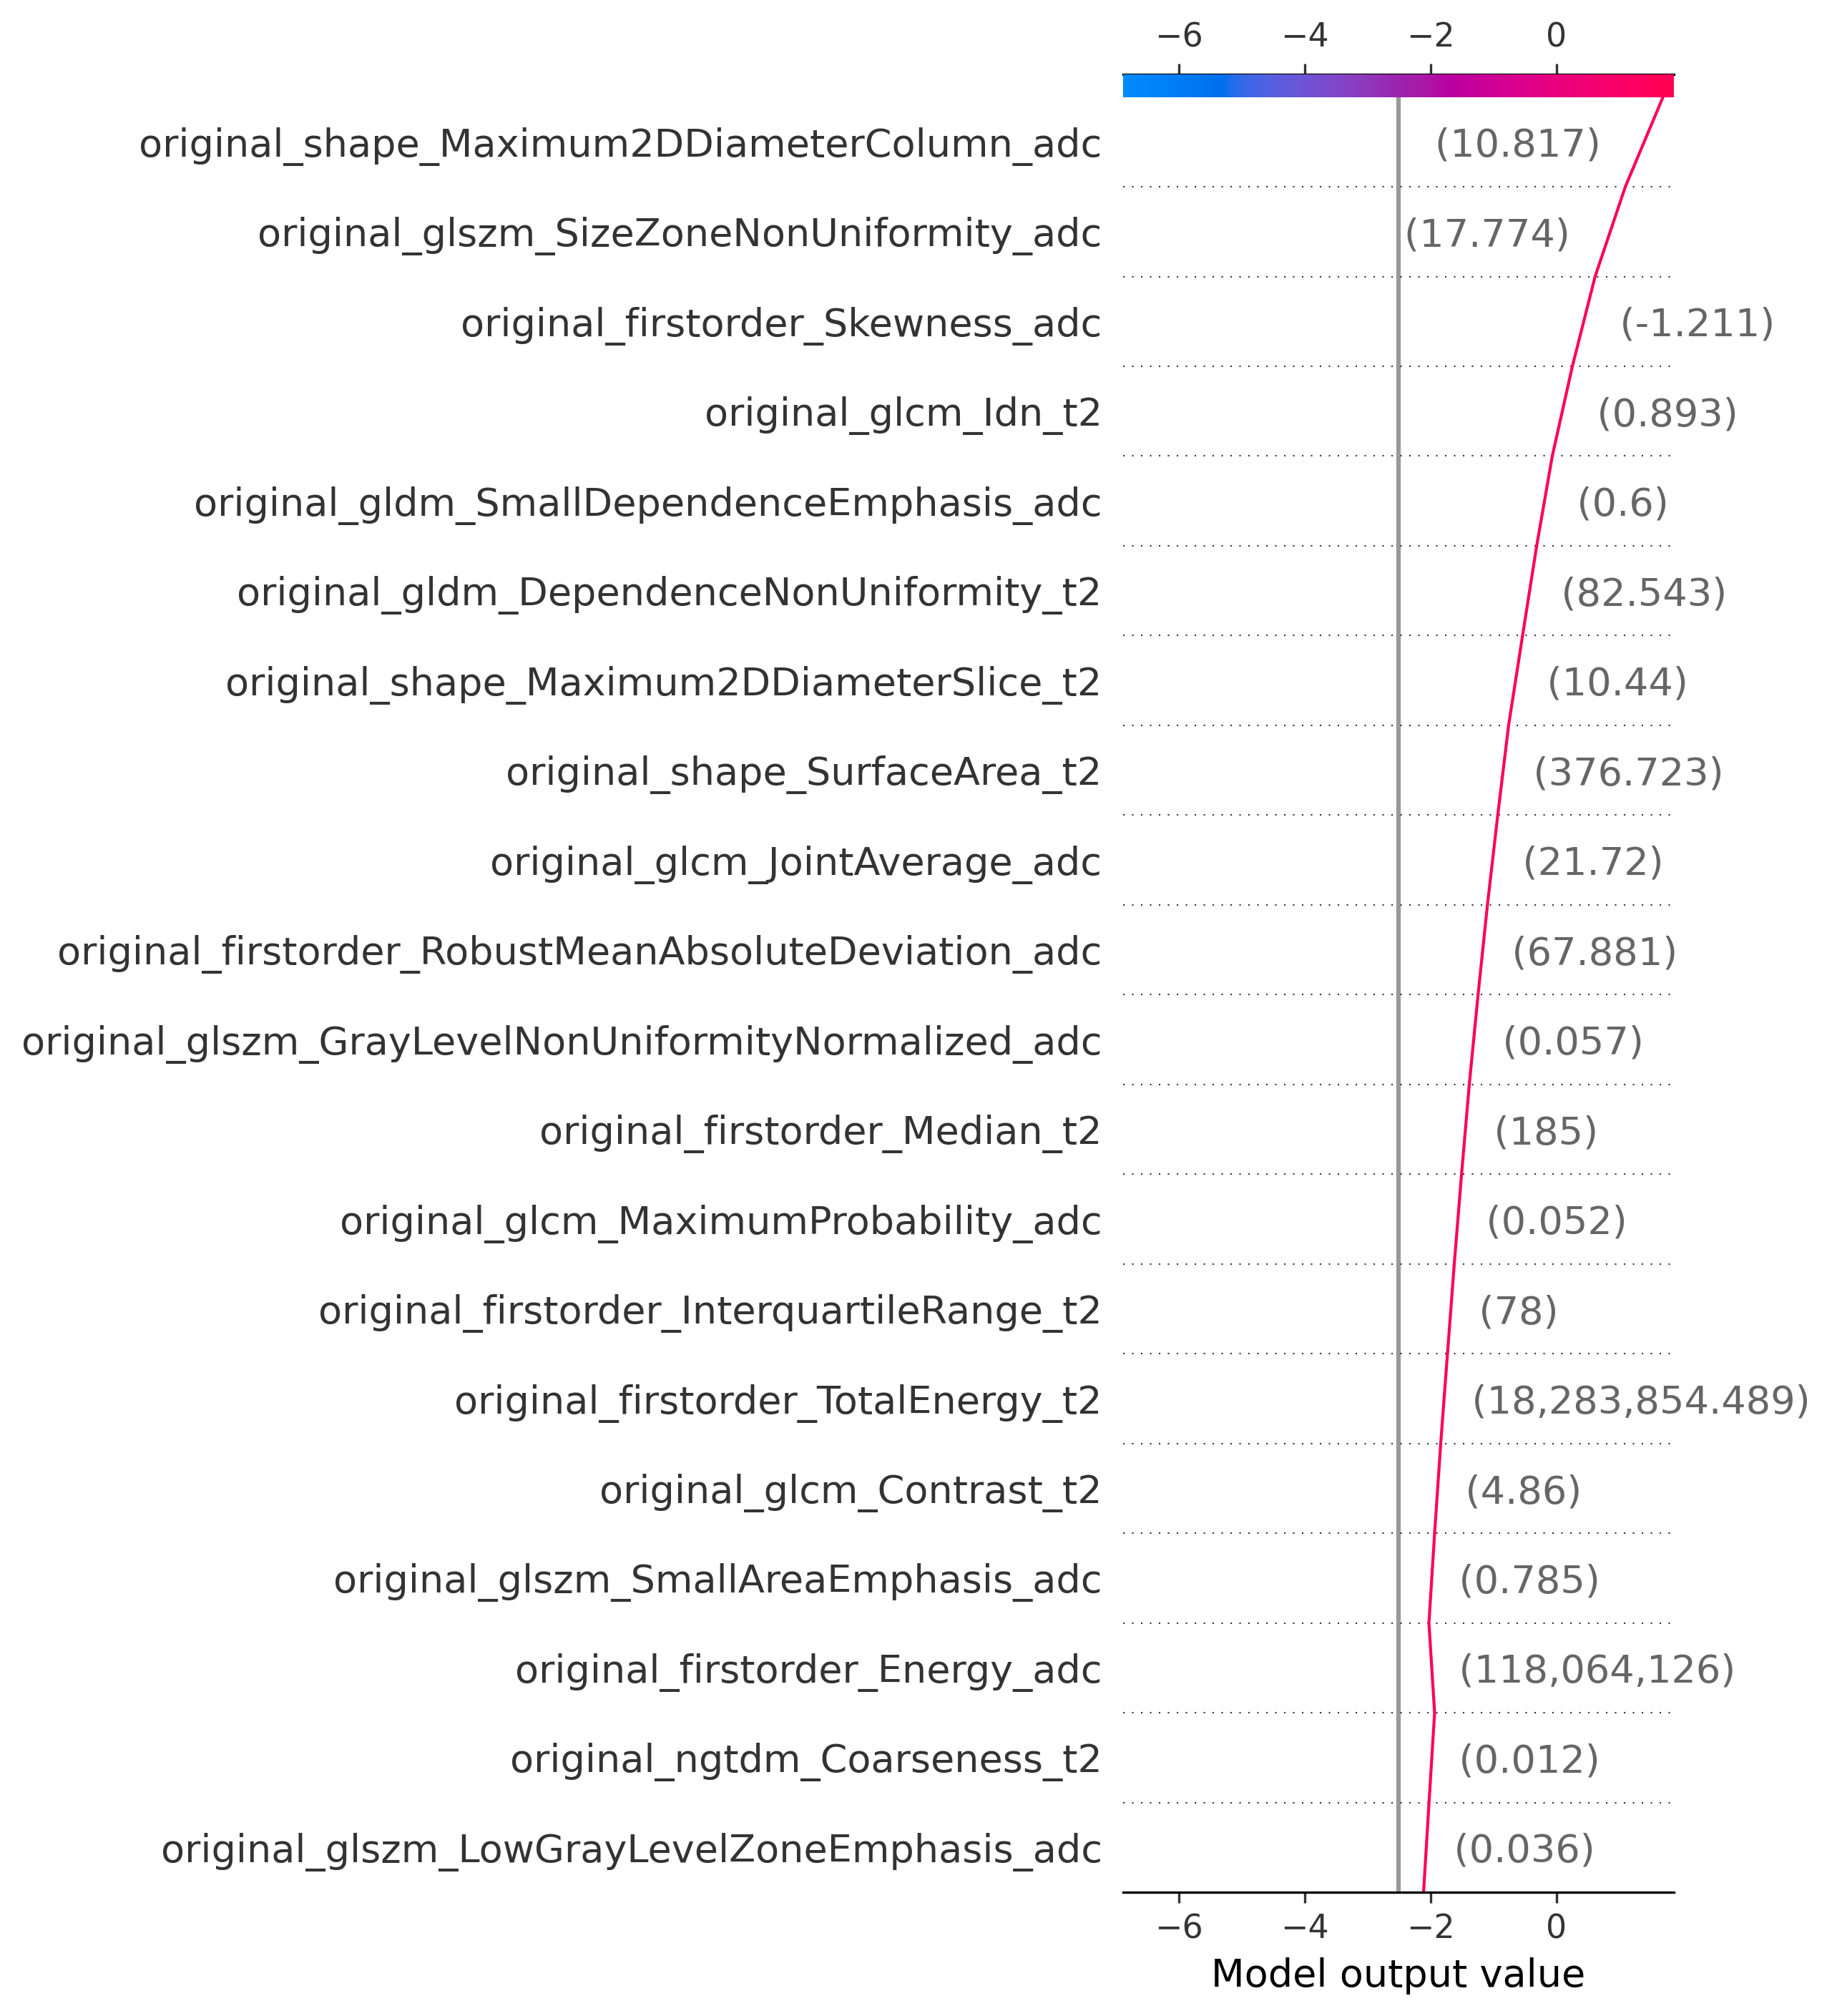 −6 −4 −2 0
original_shape_Maximum2DDiameterColumn_adc (10.817)
original_glszm_SizeZoneNonUniformity_adc (17.774)
original_firstorder_Skewness_adc (-1.211)
original_glcm_Idn_t2 (0.893)
original_gldm_SmallDependenceEmphasis_adc (0.6)
original_gldm_DependenceNonUniformity_t2 (82.543)
original_shape_Maximum2DDiameterSlice_t2 (10.44)
original_shape_SurfaceArea_t2 (376.723)
original_glcm_JointAverage_adc (21.72)
original_firstorder_RobustMeanAbsoluteDeviation_adc (67.881)
original_glszm_GrayLevelNonUniformityNormalized_adc (0.057)
original_firstorder_Median_t2 (185)
original_glcm_MaximumProbability_adc (0.052)
original_firstorder_InterquartileRange_t2 (78)
original_firstorder_TotalEnergy_t2 (18,283,854.489)
original_glcm_Contrast_t2 (4.86)
original_glszm_SmallAreaEmphasis_adc (0.785)
original_firstorder_Energy_adc (118,064,126)
original_ngtdm_Coarseness_t2 (0.012)
original_glszm_LowGrayLevelZoneEmphasis_adc (0.036)
−6 −4 −2 0
Model output value